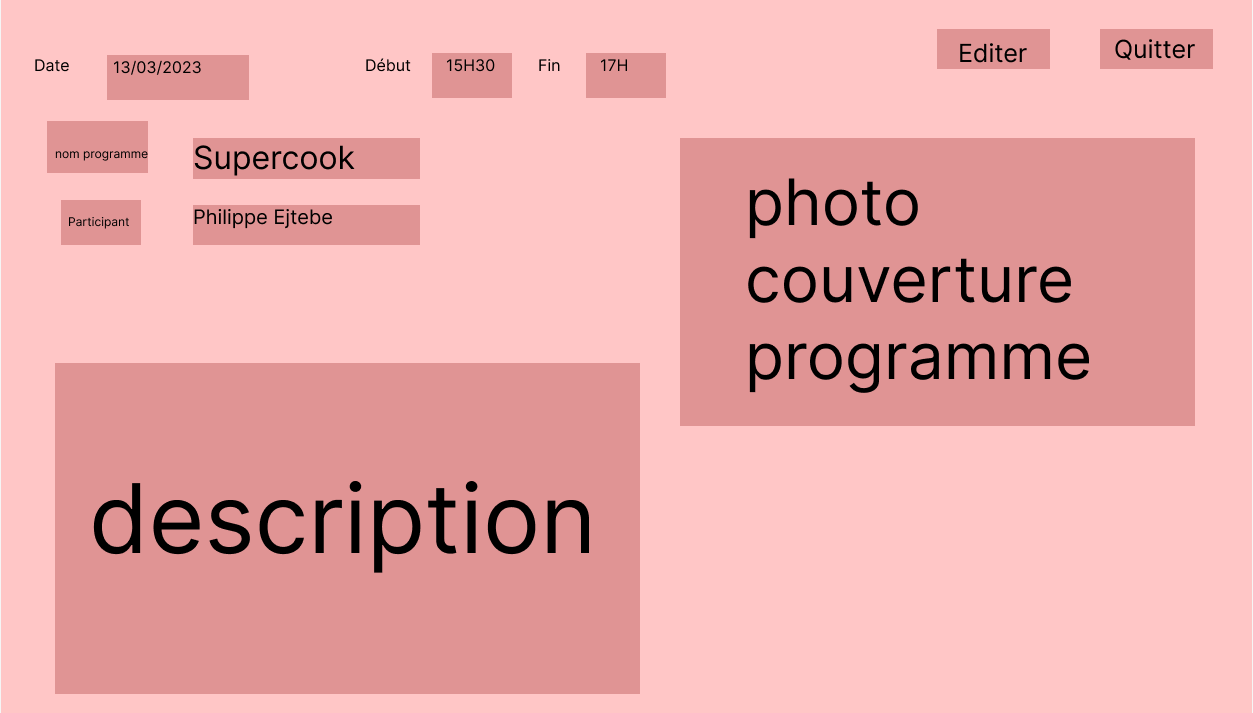 Date
13/03/2023
Début
15H30
Fin
17H
Editer
Quitter
nom programme
Supercook
Participant
Philippe Ejtebe
photo
couverture
programme
description